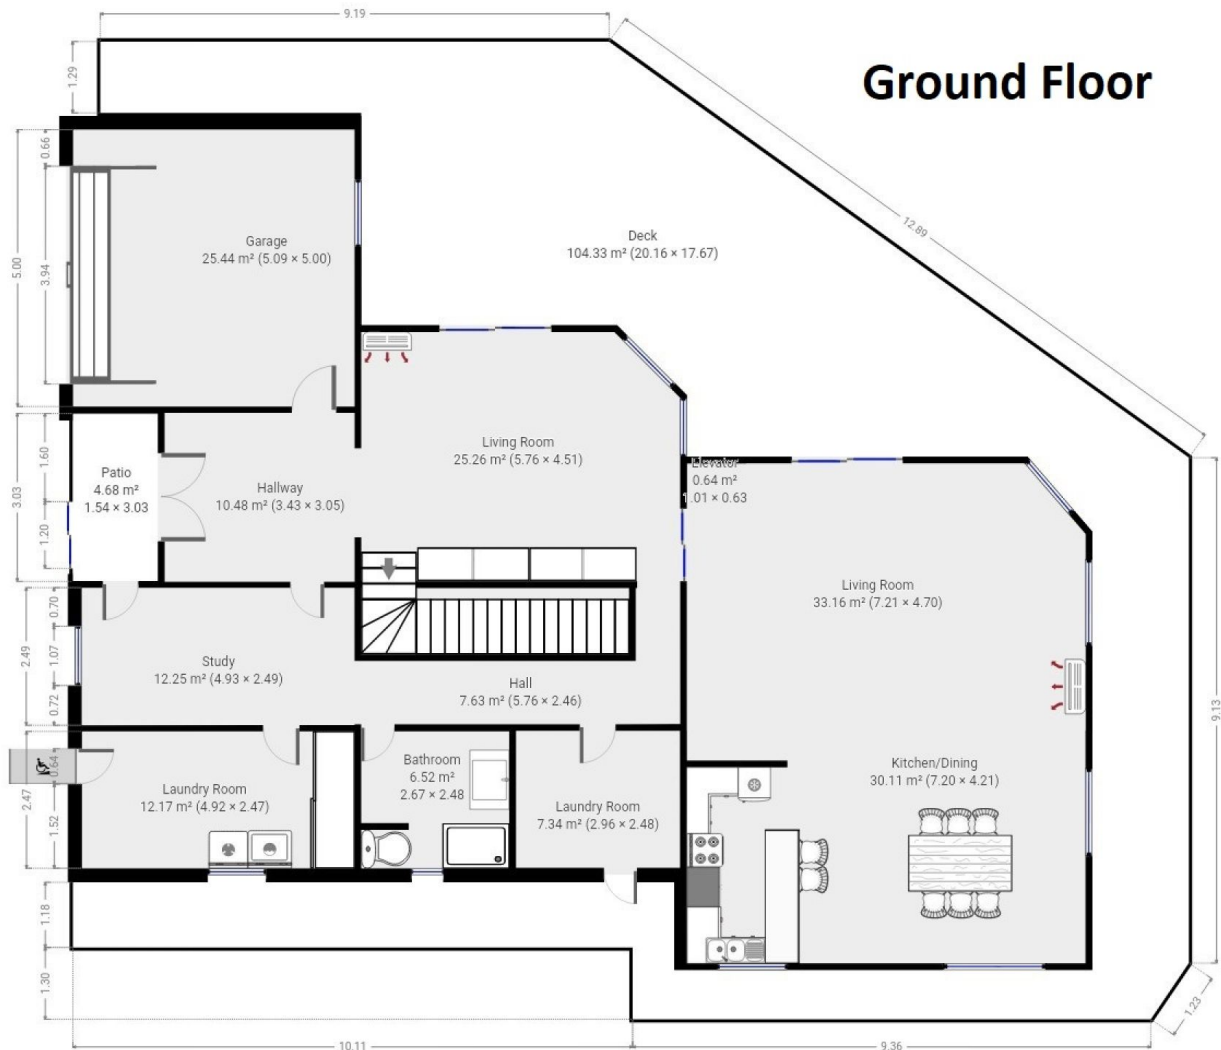 Ground Floor
9.19
1.29
12.89
0.66
5.00
3.94
Garage
25.44 m² (5.09 × 5.00)
Deck
104.33 m² (20.16 × 17.67)
3.03
1.60
1.20
Patio
4.68 m²
1.54 × 3.03
Hallway
10.48 m² (3.43 × 3.05)
Living Room
25.26 m² (5.76 × 4.51)
Elevator
0.64 m²
1.01 × 0.63
Living Room
33.16 m² (7.21 × 4.70)
0.70
2.49
1.07
0.72
Study
12.25 m² (4.93 × 2.49)
Hall
7.63 m² (5.76 × 2.46)
9.13
0.64
2.47
1.52
Laundry Room
12.17 m² (4.92 × 2.47)
Bathroom
6.52 m²
2.67 × 2.48
Laundry Room
7.34 m² (2.96 × 2.48)
Kitchen/Dining
30.11 m² (7.20 × 4.21)
1.18
1.30
1.23
10.11
9.36